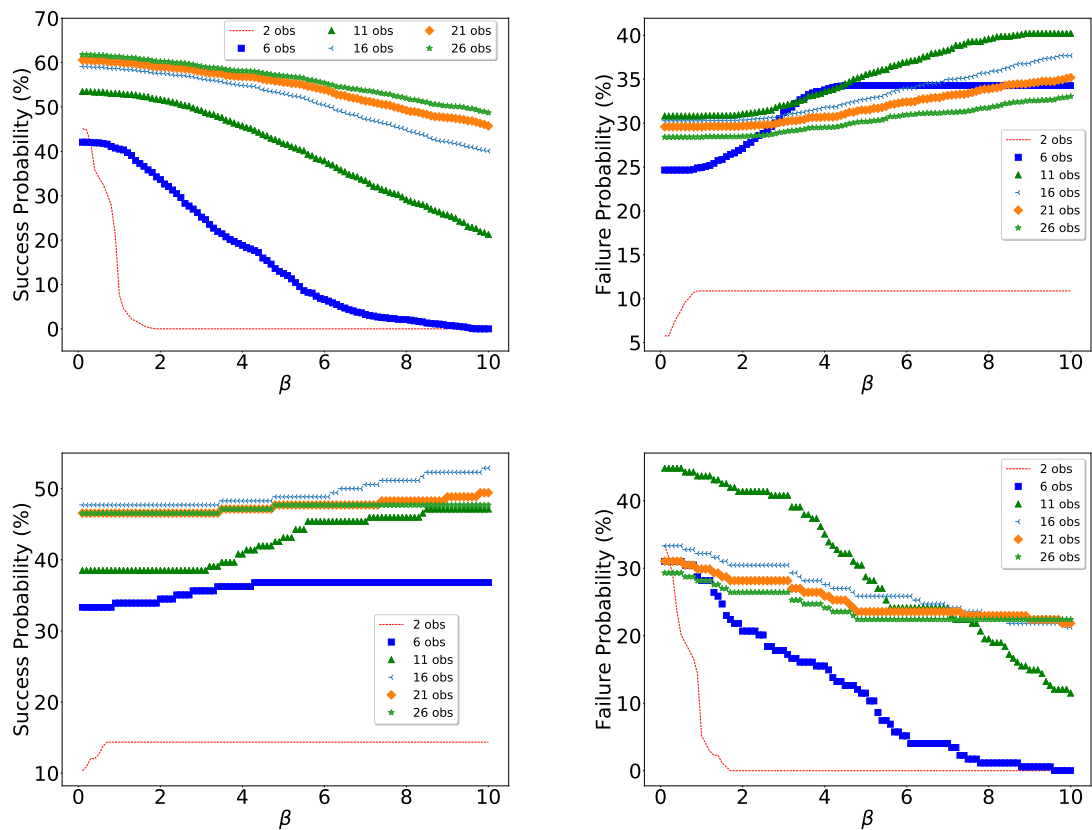 Success Probability (%)
70
60
50
40
30
20
10
0
2 obs
6 obs
11 obs
16 obs
21 obs
26 obs
0 2 4 6 8 10
β
Failure Probability (%)
40
35
30
25
20
15
10
5
2 obs
6 obs
11 obs
16 obs
21 obs
26 obs
0 2 4 6 8 10
β
Success Probability (%)
50
40
30
20
10
2 obs
6 obs
11 obs
16 obs
21 obs
26 obs
0 2 4 6 8 10
β
Failure Probability (%)
40
30
20
10
0
2 obs
6 obs
11 obs
16 obs
21 obs
26 obs
0 2 4 6 8 10
β